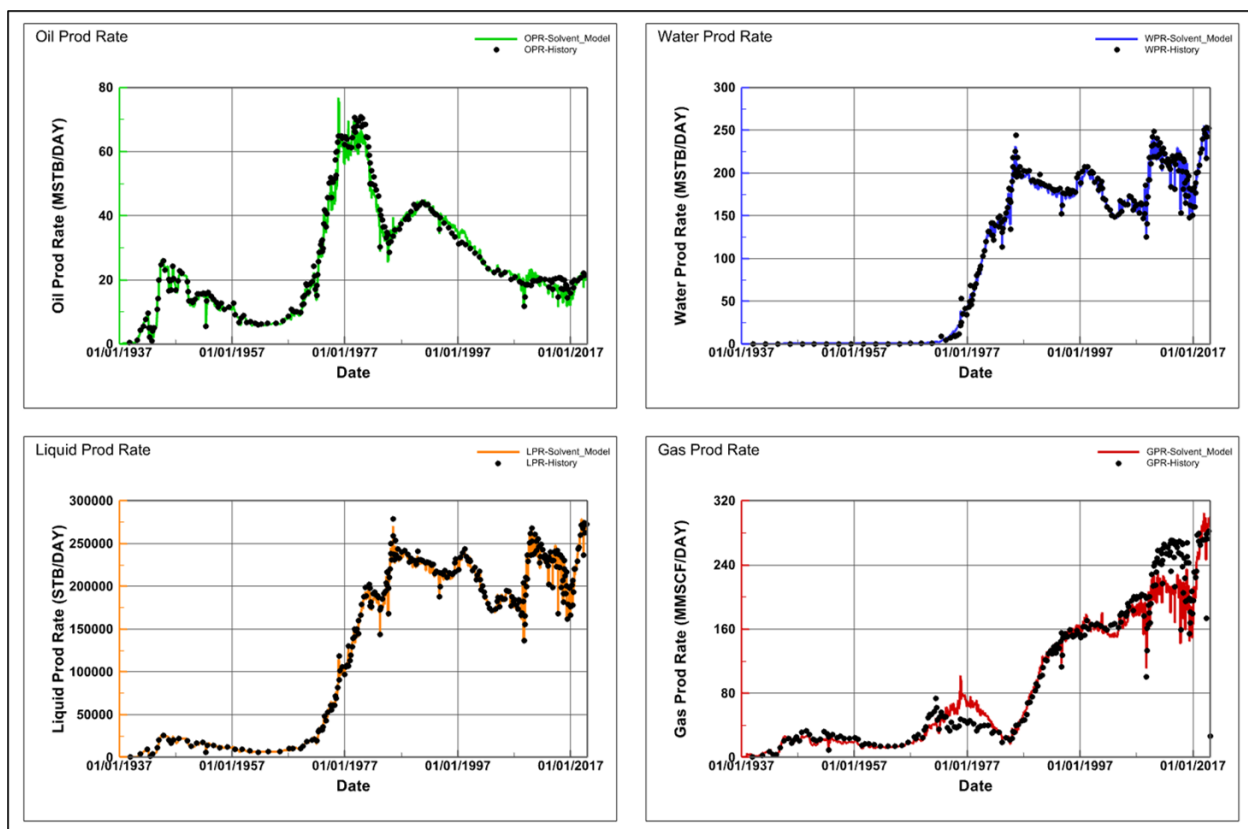 Oil Prod Rate
OPR-Solvent_Model
OPR-History
Oil Prod Rate (MSTB/DAY)
80
60
40
20
0
01/01/1937 01/01/1957 01/01/1977 01/01/1997 01/01/2017
Date
Water Prod Rate
WPR-Solvent_Model
WPR-History
Water Prod Rate (MSTB/DAY)
300
250
200
150
100
50
0
01/01/1937 01/01/1957 01/01/1977 01/01/1997 01/01/2017
Date
Liquid Prod Rate
LPR-Solvent_Model
LPR-History
Liquid Prod Rate (STB/DAY)
300000
250000
200000
150000
100000
50000
0
01/01/1937 01/01/1957 01/01/1977 01/01/1997 01/01/2017
Date
Gas Prod Rate
GPR-Solvent_Model
GPR-History
Gas Prod Rate (MMSCF/DAY)
320
240
160
80
0
01/01/1937 01/01/1957 01/01/1977 01/01/1997 01/01/2017
Date